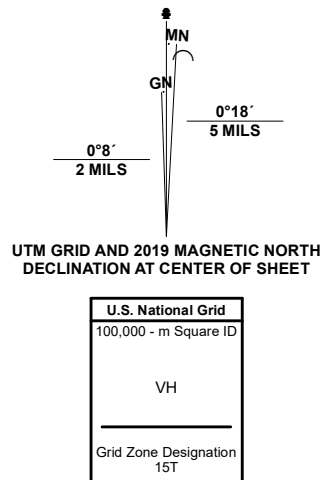 MN
GN
0°18´
5 MILS
0°8´
2 MILS
UTM GRID AND 2019 MAGNETIC NORTH
DECLINATION AT CENTER OF SHEET
U.S. National Grid
100,000 - m Square ID
VH
Grid Zone Designation
15T